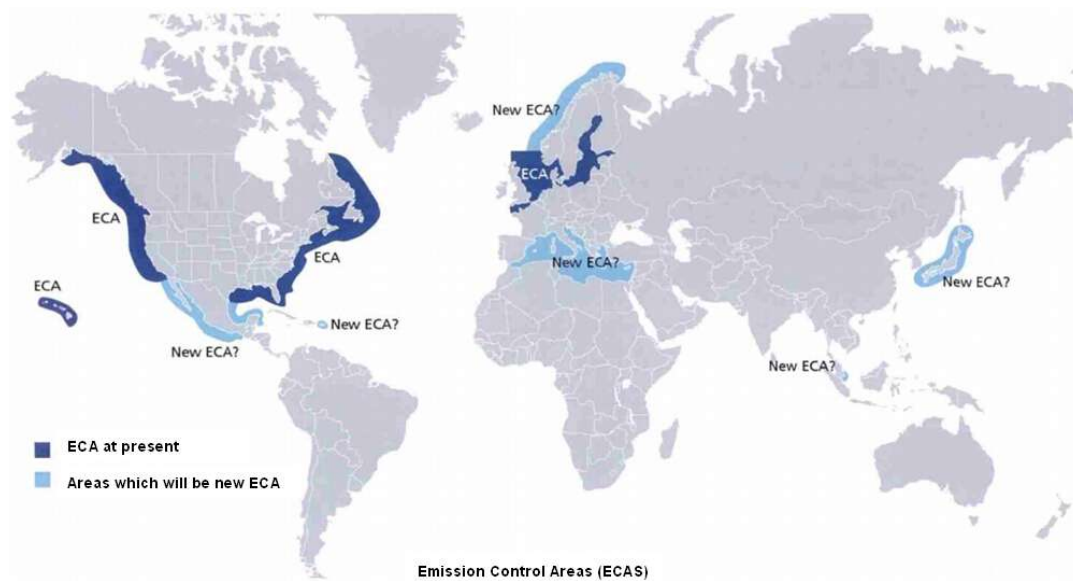 New ECA?
ECA
ECA
ECA
New ECA?
ECA
New ECA?
New ECA?
New ECA?
New ECA?
ECA at present
Areas which will be new ECA
Emission Control Areas (ECAS)